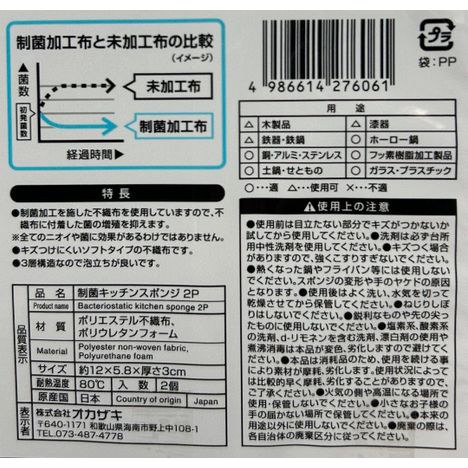 制菌加工布と未加工布の比較
(イメージ)
↑菌数
初発菌数
未加工布
制菌加工布
経過時間▶
特長
●制菌加工を施した不織布を使用していますので、不
織布に付着した菌の増殖を抑えます。
※全てのニオイや菌に効果があるわけではありません。
●キズつけにくいソフトタイプの不織布です。
●3層構造なので泡立ちが良い。
品質表示
品名 制菌キッチンスポンジ 2P
Product name Bacteriostatic kitchen sponge 2P
材質 ポリエステル不織布、
ポリウレタンフォーム
Material Polyester non-woven fabric,
Polyurethane foam
サイズ 約12×5.8×厚さ3cm
耐熱温度 80℃ 入数 2個
原産国 日本 Country of origin Japan
表示者
株式会社オカザキ
〒640-1171 和歌山県海南市野上中108-1
TEL.073-487-4778
4 986614 276061
プラ
袋:PP
用途
△ 木製品 △ 漆器
△ 鉄器・鉄鍋 ○ ホーロー鍋
○ 銅・アルミ・ステンレス ○ フッ素樹脂加工製品
○ 土鍋・せともの ○ ガラス・プラスチック
○…適 △…使用可 ×…不適
⚠使用上の注意
●使用前は目立たない部分でキズがつかないか
試してから使用してください。●洗剤は必ず台所
用中性洗剤を使用してください。●キズつく場合
がありますので、強くこすりすぎないでください。
●熱くなった鍋やフライパン等には使用しない
でください。スポンジの変形や手のヤケドの原因
となります。●使用後はよく洗い、水気を切って
乾燥させてから保管してください。●ねじりしぼ
りはしないでください。●鋭利なものや先の尖っ
たものに使用しないでください。●塩素系、酸素系
の洗剤、d-リモネンを含む洗剤、漂白剤の使用や
煮沸消毒は本品が変色、劣化しますのでしないで
ください。●本品は消耗品のため、使用を続ける事に
より素材が摩耗、劣化します。使用状況によって
は比較的早く摩耗、劣化する場合がありますので
ご了承ください。●火気の側や高温になる場所で
使用・保管しないでください。●小さなお子様の
手の届かない場所で保管してください。●本来の
用途以外に使用しないでください。●廃棄の際は、
各自治体の廃棄区分に従ってください。